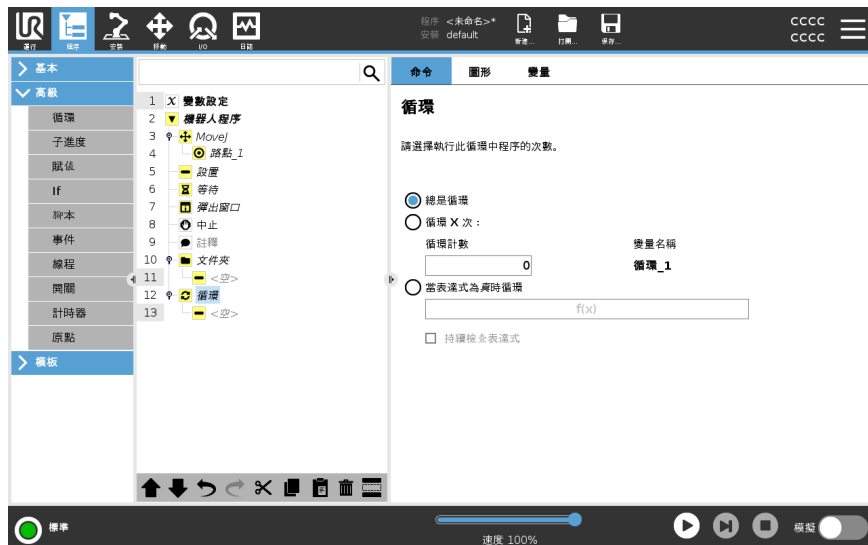 UR
運行
程序
安裝
移動
I/O
日誌
程序 <未命名>*
安裝 default
新建...
打開...
保存...
cccc
cccc
基本
高級
循環
子進度
賦值
If
腳本
事件
線程
開關
計時器
原點
模板
1 X 變數設定
2 機器人程序
3 MoveJ
4 路點_1
5 設置
6 等待
7 彈出窗口
8 中止
9 註釋
10 文件夾
11 <空>
12 循環
13 <空>
命令 圖形 變量
循環
請選擇執行此循環中程序的次數。
總是循環
循環 X 次：
循環計數 變量名稱
0 循環_1
當表達式為真時循環
f(x)
持續檢查表達式
標準
速度 100%
模擬